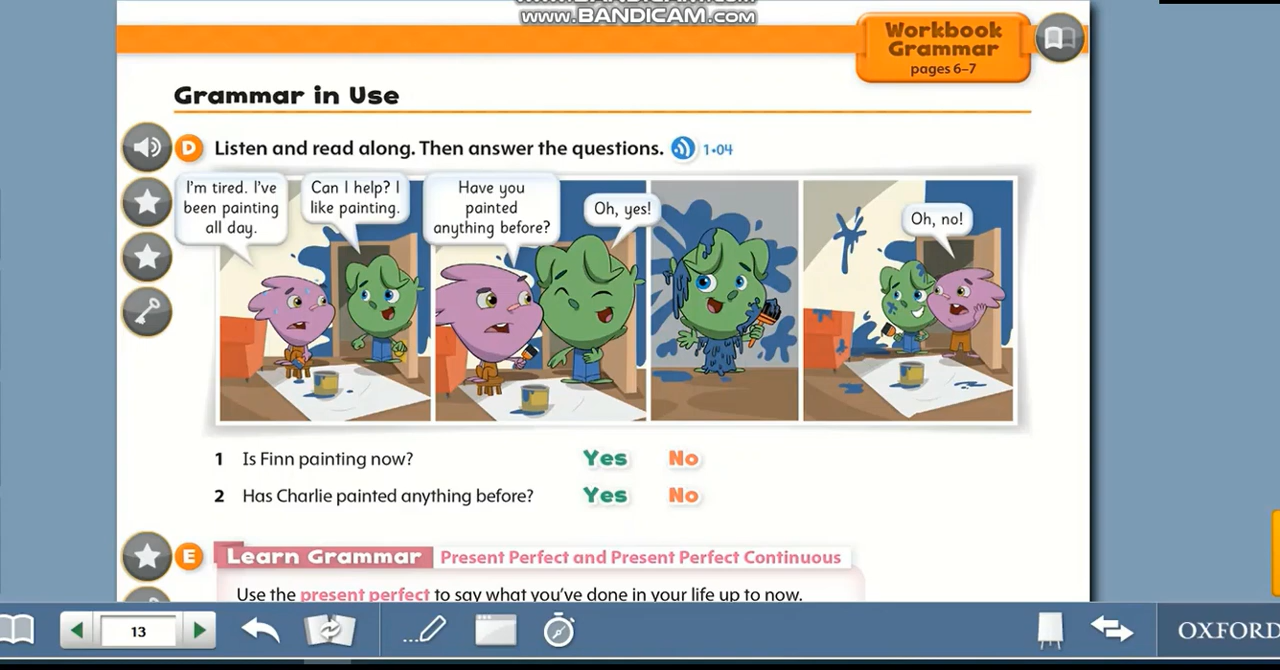 www.BANDICAM.com
Workbook
Grammar
pages 6–7
Grammar in Use
D Listen and read along. Then answer the questions. 1•04
I'm tired. I've
been painting
all day.
Can I help? I
like painting.
Have you
painted
anything before?
Oh, yes!
Oh, no!
1 Is Finn painting now? Yes No
2 Has Charlie painted anything before? Yes No
E Learn Grammar Present Perfect and Present Perfect Continuous
Use the present perfect to say what you've done in your life up to now.
13
OXFORD